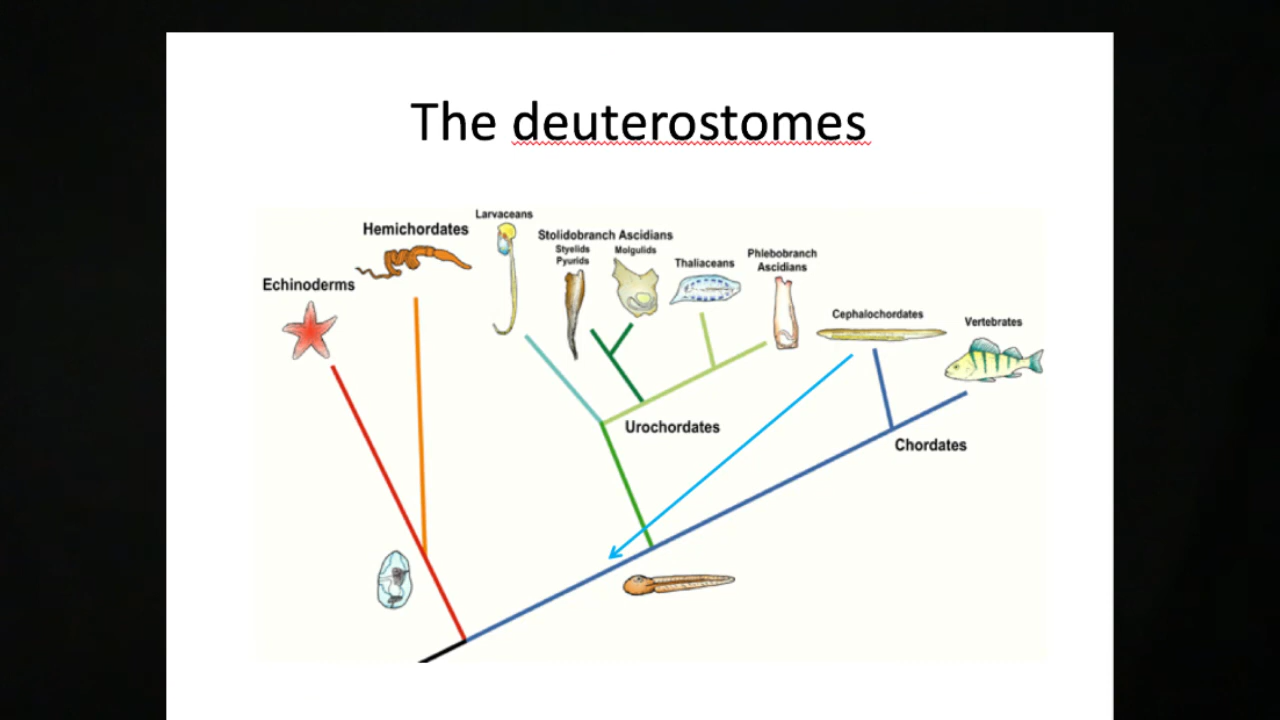 The deuterostomes
Larvaceans
Hemichordates
Stolidobranch Ascidians
Styelids
Pyurids
Molgulids
Thaliaceans
Phlebobranch
Ascidians
Echinoderms
Cephalochordates
Vertebrates
Urochordates
Chordates